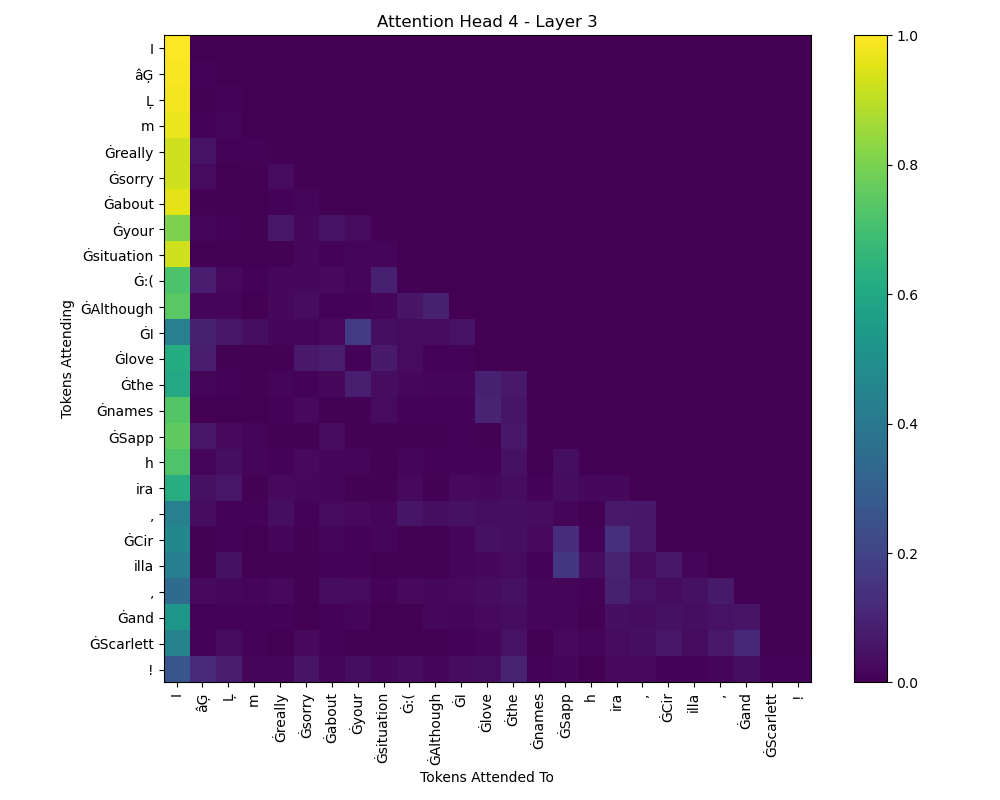 Attention Head 4 - Layer 3
Tokens Attending
I
âĢ
Ļ
m
Ġreally
Ġsorry
Ġabout
Ġyour
Ġsituation
Ġ:(
ĠAlthough
ĠI
Ġlove
Ġthe
Ġnames
ĠSapp
h
ira
,
ĠCir
illa
,
Ġand
ĠScarlett
!
I
âĢ
Ļ
m
Ġreally
Ġsorry
Ġabout
Ġyour
Ġsituation
Ġ:(
ĠAlthough
ĠI
Ġlove
Ġthe
Ġnames
ĠSapp
h
ira
,
ĠCir
illa
,
Ġand
ĠScarlett
!
Tokens Attended To
1.0
0.8
0.6
0.4
0.2
0.0